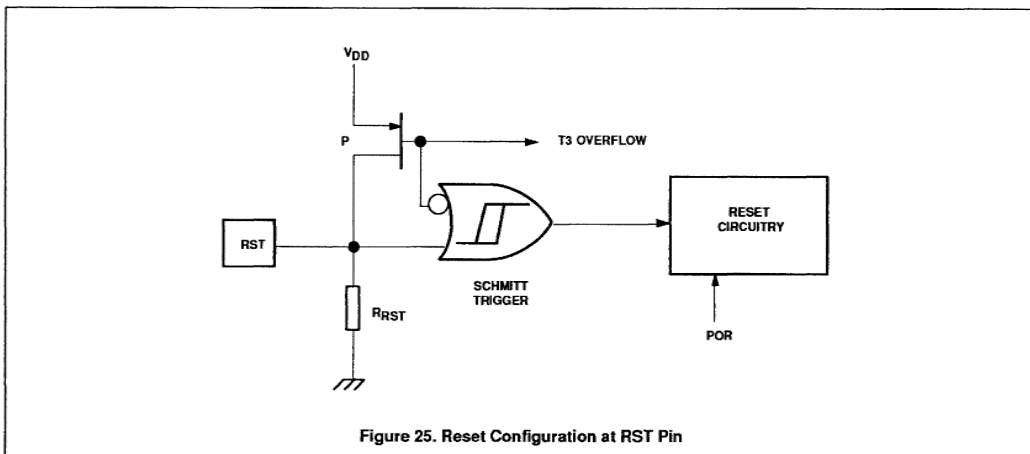 VDD
P
T3 OVERFLOW
RST
RESET
CIRCUITRY
SCHMITT
TRIGGER
RRST
POR
Figure 25. Reset Configuration at RST Pin